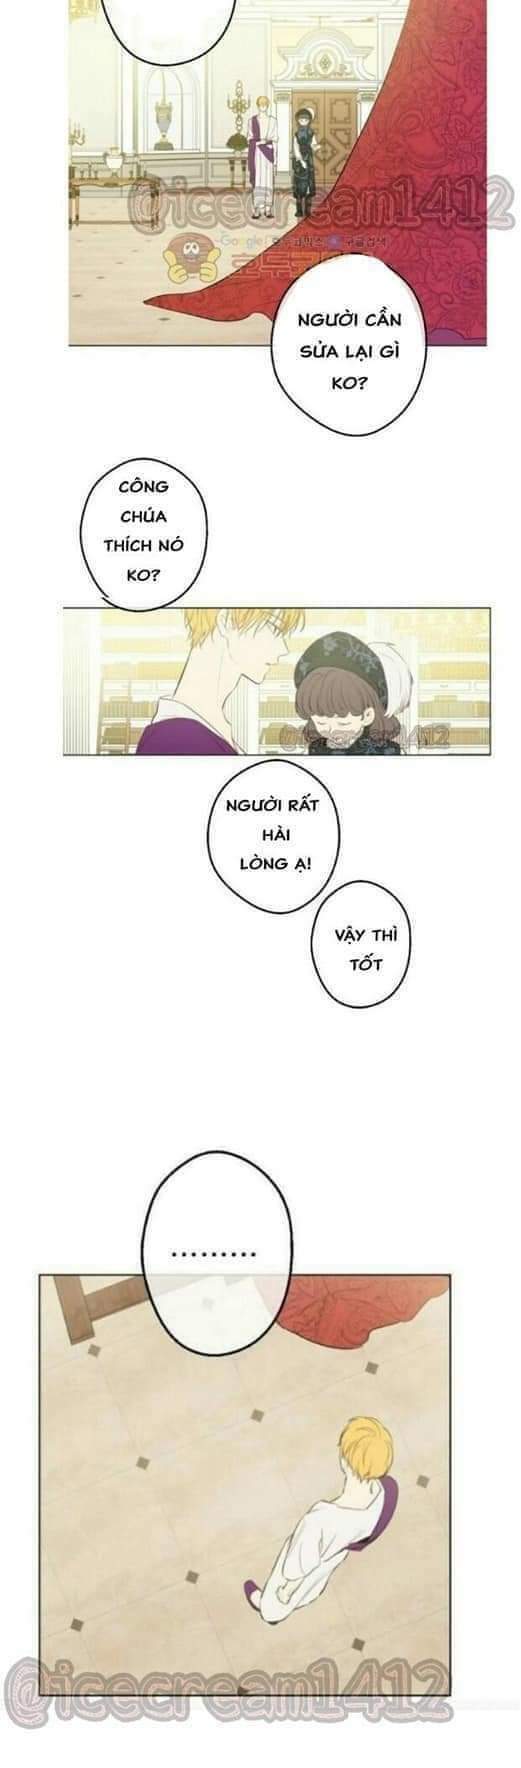 @icecream1412
NGƯỜI CẦN
SỬA LẠI GÌ
KO?
CÔNG
CHÚA
THÍCH NÓ
KO?
@icecream1412
NGƯỜI RẤT
HÀI
LÒNG Ạ!
VẬY THÌ
TỐT
.........
@icecream1412